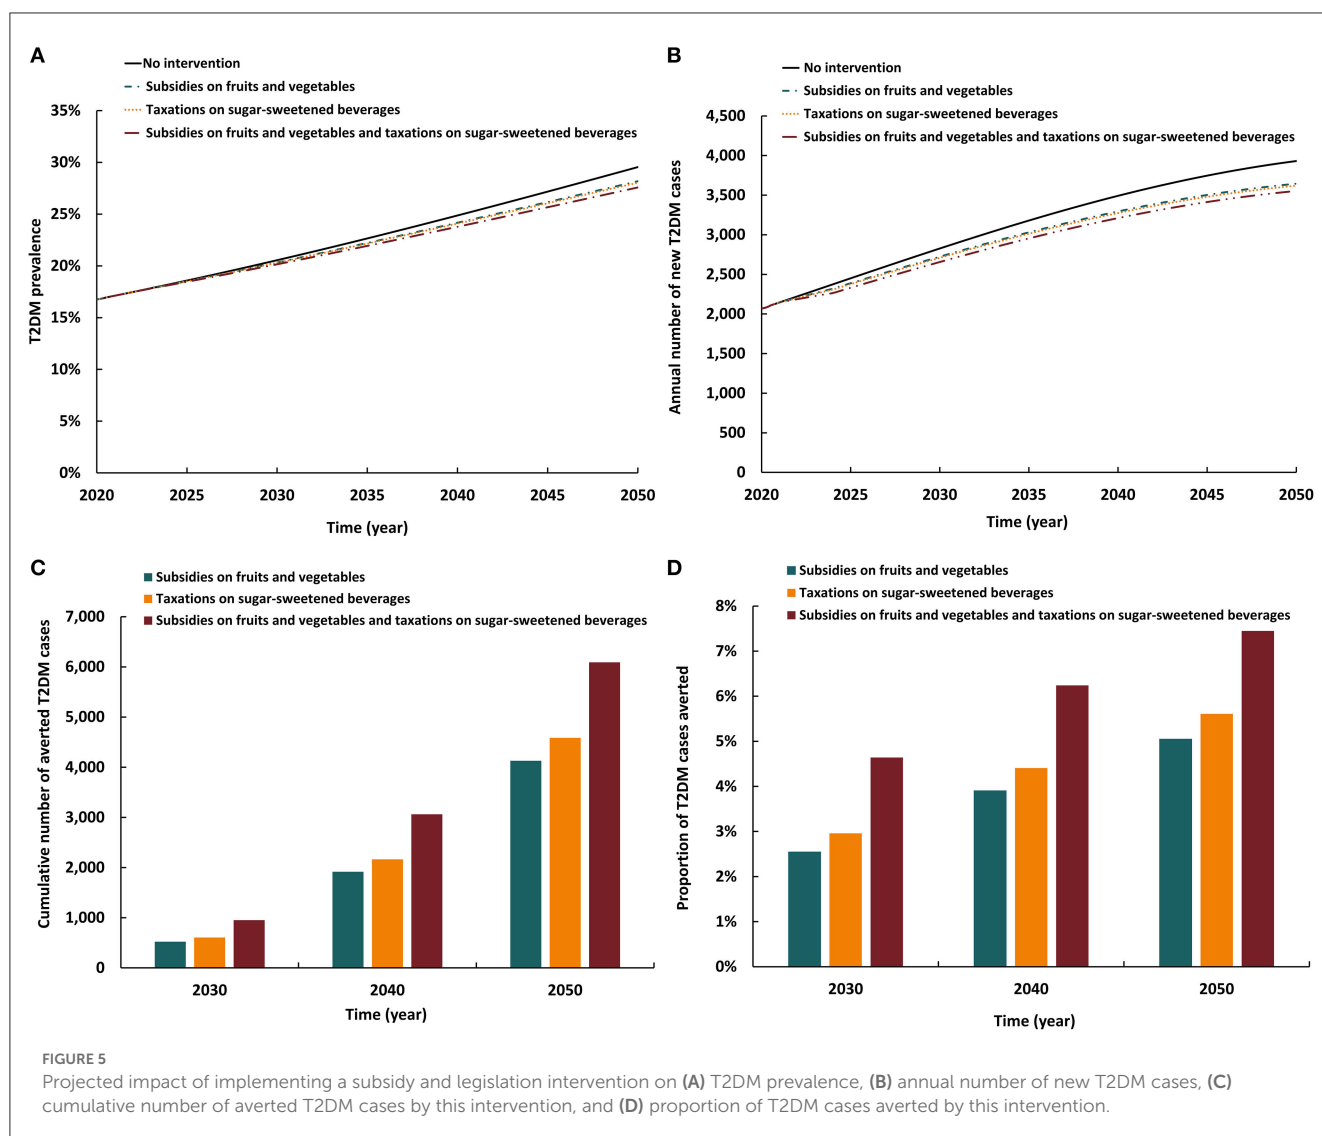 A
No intervention
Subsidies on fruits and vegetables
Taxations on sugar-sweetened beverages
Subsidies on fruits and vegetables and taxations on sugar-sweetened beverages
35%
30%
25%
20%
15%
10%
5%
0%
T2DM prevalence
2020 2025 2030 2035 2040 2045 2050
Time (year)
B
No intervention
Subsidies on fruits and vegetables
Taxations on sugar-sweetened beverages
Subsidies on fruits and vegetables and taxations on sugar-sweetened beverages
4,500
4,000
3,500
3,000
2,500
2,000
1,500
1,000
500
0
Annual number of new T2DM cases
2020 2025 2030 2035 2040 2045 2050
Time (year)
C
Subsidies on fruits and vegetables
Taxations on sugar-sweetened beverages
Subsidies on fruits and vegetables and taxations on sugar-sweetened beverages
7,000
6,000
5,000
4,000
3,000
2,000
1,000
0
Cumulative number of averted T2DM cases
2030 2040 2050
Time (year)
D
Subsidies on fruits and vegetables
Taxations on sugar-sweetened beverages
Subsidies on fruits and vegetables and taxations on sugar-sweetened beverages
8%
7%
6%
5%
4%
3%
2%
1%
0%
Proportion of T2DM cases averted
2030 2040 2050
Time (year)
FIGURE 5
Projected impact of implementing a subsidy and legislation intervention on (A) T2DM prevalence, (B) annual number of new T2DM cases, (C)
cumulative number of averted T2DM cases by this intervention, and (D) proportion of T2DM cases averted by this intervention.